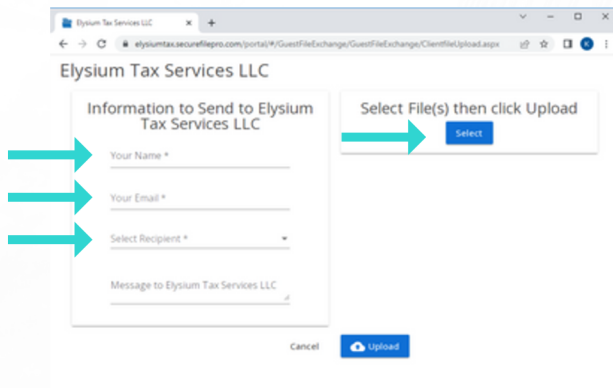 Elysium Tax Services LLC
elysiumtax.securefilepro.com/portal/#/GuestFileExchange/GuestFileExchange/ClientfileUpload.aspx
K
Elysium Tax Services LLC
Information to Send to Elysium
Tax Services LLC
Your Name *
Your Email *
Select Recipient *
Message to Elysium Tax Services LLC
Select File(s) then click Upload
Select
Cancel
Upload